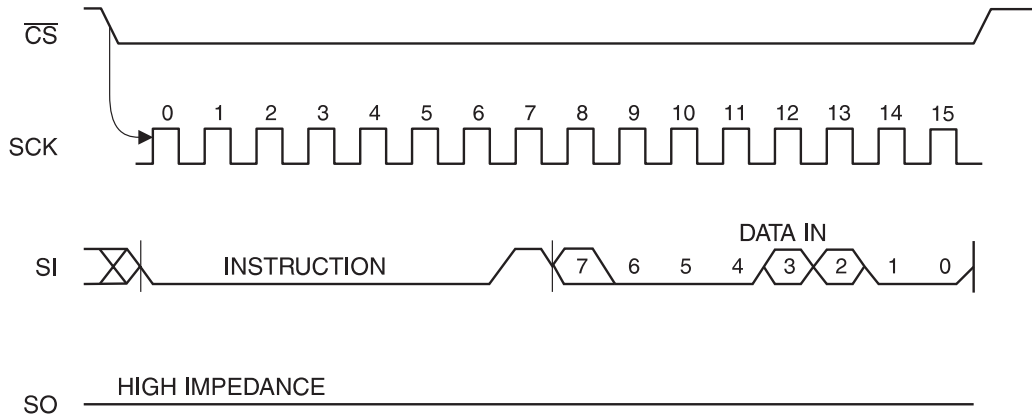 C̅S̅
0 1 2 3 4 5 6 7 8 9 10 11 12 13 14 15
SCK
DATA IN
SI INSTRUCTION 7 6 5 4 3 2 1 0
HIGH IMPEDANCE
SO